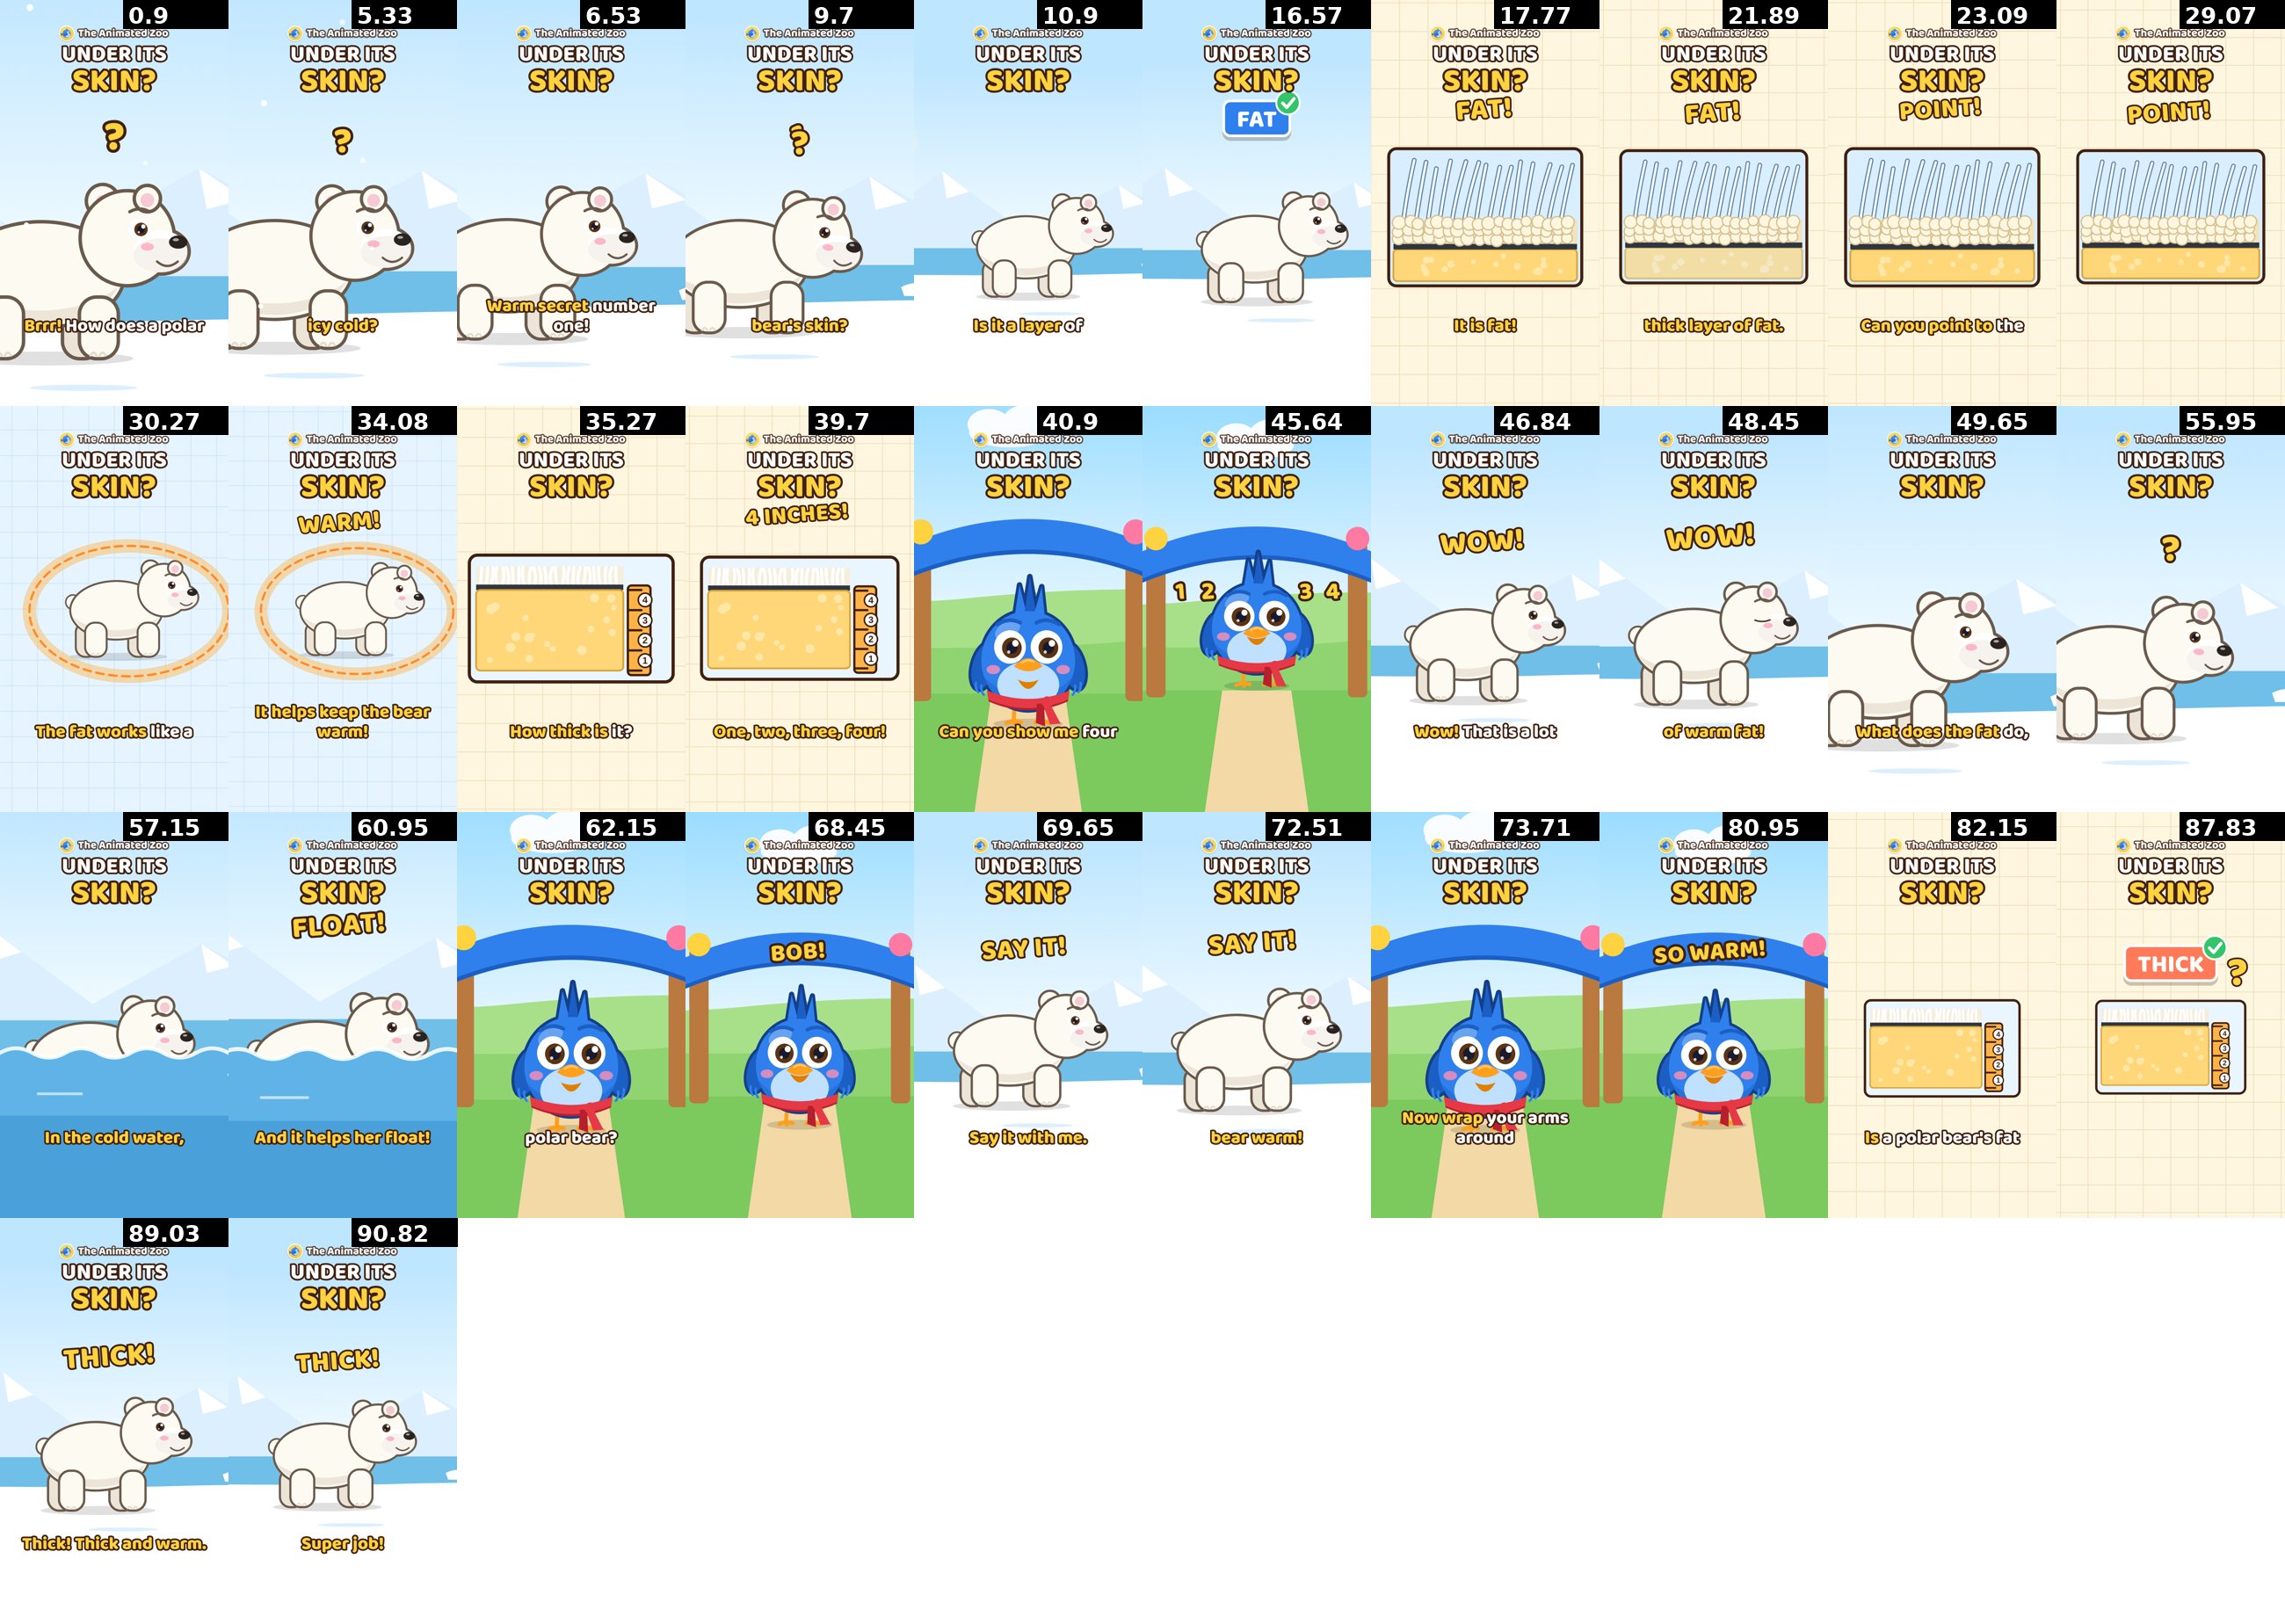 0.9
The Animated Zoo
UNDER ITS
SKIN?
?
Brrr! How does a polar
5.33
The Animated Zoo
UNDER ITS
SKIN?
?
icy cold?
6.53
The Animated Zoo
UNDER ITS
SKIN?
Warm secret number
one!
9.7
The Animated Zoo
UNDER ITS
SKIN?
?
bear's skin?
10.9
The Animated Zoo
UNDER ITS
SKIN?
Is it a layer of
16.57
The Animated Zoo
UNDER ITS
SKIN?
FAT
17.77
The Animated Zoo
UNDER ITS
SKIN?
FAT!
It is fat!
21.89
The Animated Zoo
UNDER ITS
SKIN?
FAT!
thick layer of fat.
23.09
The Animated Zoo
UNDER ITS
SKIN?
POINT!
Can you point to the
29.07
The Animated Zoo
UNDER ITS
SKIN?
POINT!
30.27
The Animated Zoo
UNDER ITS
SKIN?
The fat works like a
34.08
The Animated Zoo
UNDER ITS
SKIN?
WARM!
It helps keep the bear
warm!
35.27
The Animated Zoo
UNDER ITS
SKIN?
4
3
2
1
How thick is it?
39.7
The Animated Zoo
UNDER ITS
SKIN?
4 INCHES!
4
3
2
1
One, two, three, four!
40.9
The Animated Zoo
UNDER ITS
SKIN?
Can you show me four
45.64
The Animated Zoo
UNDER ITS
SKIN?
1 2 3 4
46.84
The Animated Zoo
UNDER ITS
SKIN?
WOW!
Wow! That is a lot
48.45
The Animated Zoo
UNDER ITS
SKIN?
WOW!
of warm fat!
49.65
The Animated Zoo
UNDER ITS
SKIN?
What does the fat do,
55.95
The Animated Zoo
UNDER ITS
SKIN?
?
57.15
The Animated Zoo
UNDER ITS
SKIN?
In the cold water,
60.95
The Animated Zoo
UNDER ITS
SKIN?
FLOAT!
And it helps her float!
62.15
The Animated Zoo
UNDER ITS
SKIN?
polar bear?
68.45
The Animated Zoo
UNDER ITS
SKIN?
BOB!
69.65
The Animated Zoo
UNDER ITS
SKIN?
SAY IT!
Say it with me.
72.51
The Animated Zoo
UNDER ITS
SKIN?
SAY IT!
bear warm!
73.71
The Animated Zoo
UNDER ITS
SKIN?
Now wrap your arms
around
80.95
The Animated Zoo
UNDER ITS
SKIN?
SO WARM!
82.15
The Animated Zoo
UNDER ITS
SKIN?
4
3
2
1
Is a polar bear's fat
87.83
The Animated Zoo
UNDER ITS
SKIN?
THICK
?
4
3
2
1
89.03
The Animated Zoo
UNDER ITS
SKIN?
THICK!
Thick! Thick and warm.
90.82
The Animated Zoo
UNDER ITS
SKIN?
THICK!
Super job!